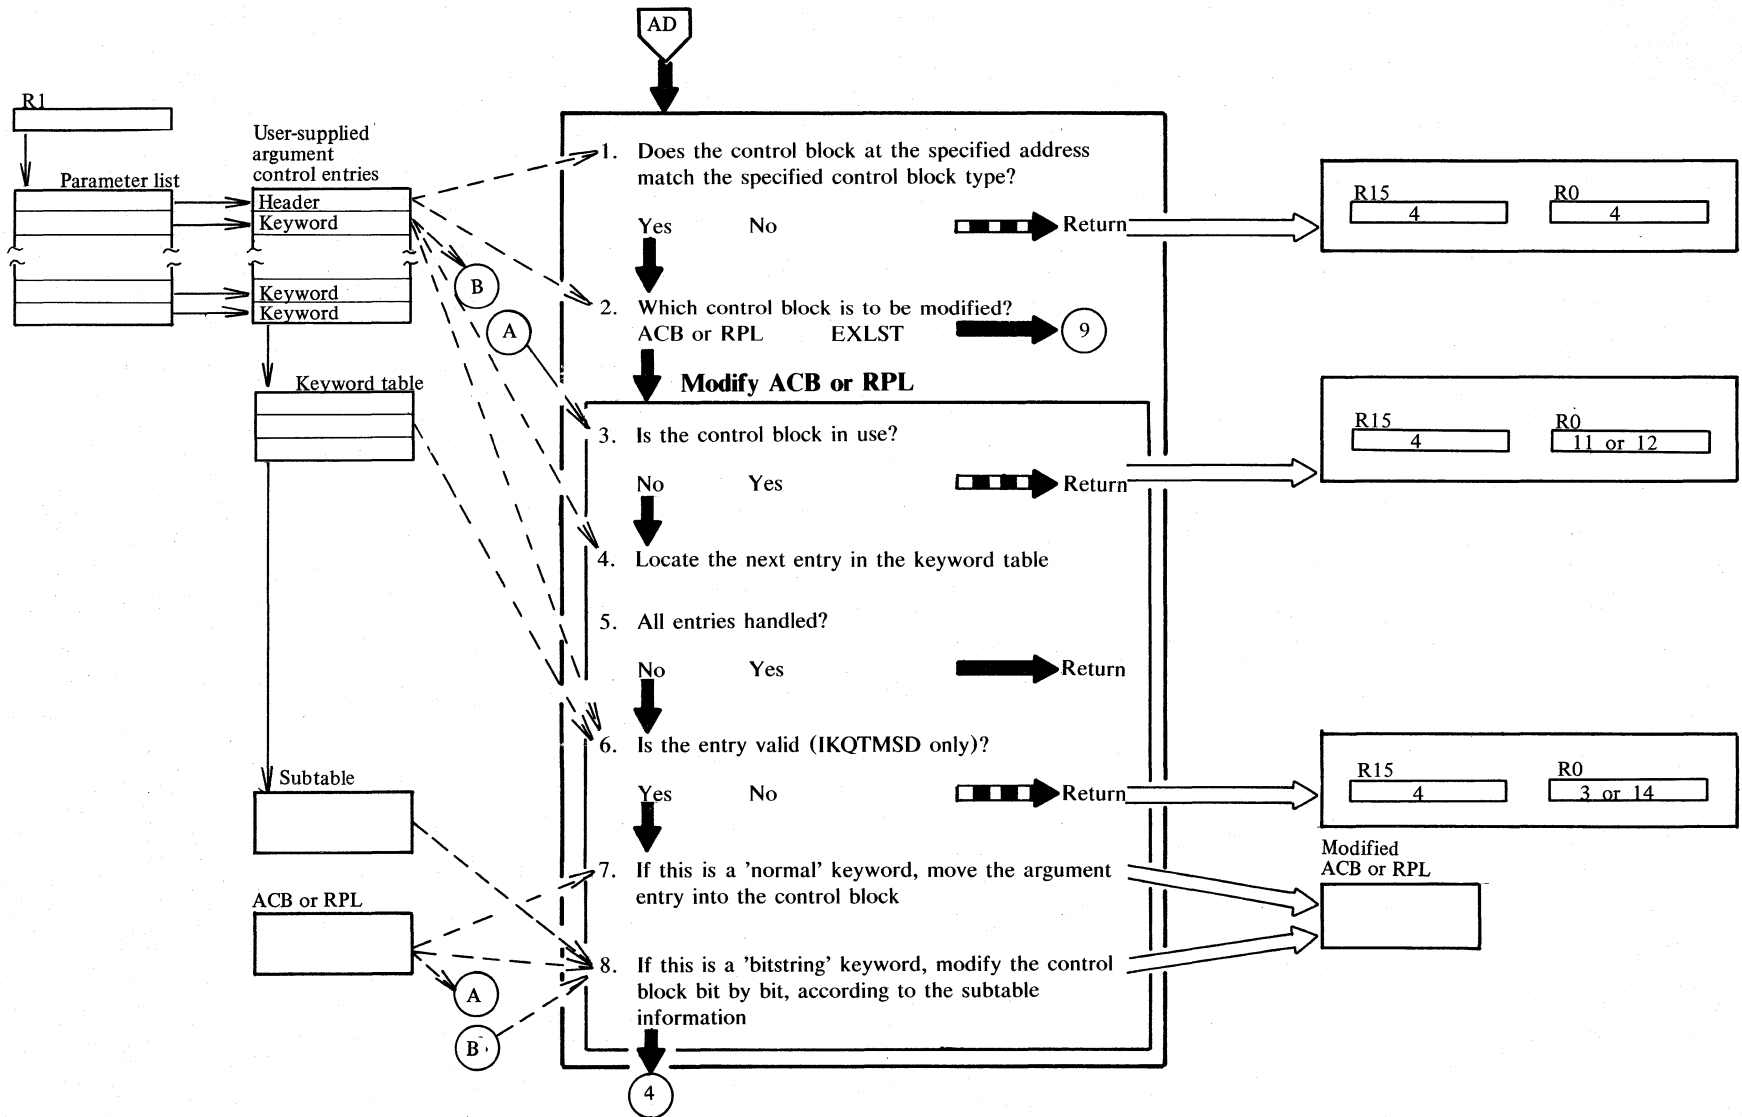 AD
R1
User-supplied
argument
control entries
Parameter list
Header
Keyword
Keyword
Keyword
B
A
Keyword table
Subtable
ACB or RPL
A
B
1. Does the control block at the specified address
match the specified control block type?
Yes No Return
R15 R0
4 4
2. Which control block is to be modified?
ACB or RPL EXLST 9
Modify ACB or RPL
3. Is the control block in use?
No Yes Return
R15 R0
4 11 or 12
4. Locate the next entry in the keyword table
5. All entries handled?
No Yes Return
6. Is the entry valid (IKQTMSD only)?
Yes No Return
R15 R0
4 3 or 14
7. If this is a 'normal' keyword, move the argument
entry into the control block
Modified
ACB or RPL
8. If this is a 'bitstring' keyword, modify the control
block bit by bit, according to the subtable
information
4